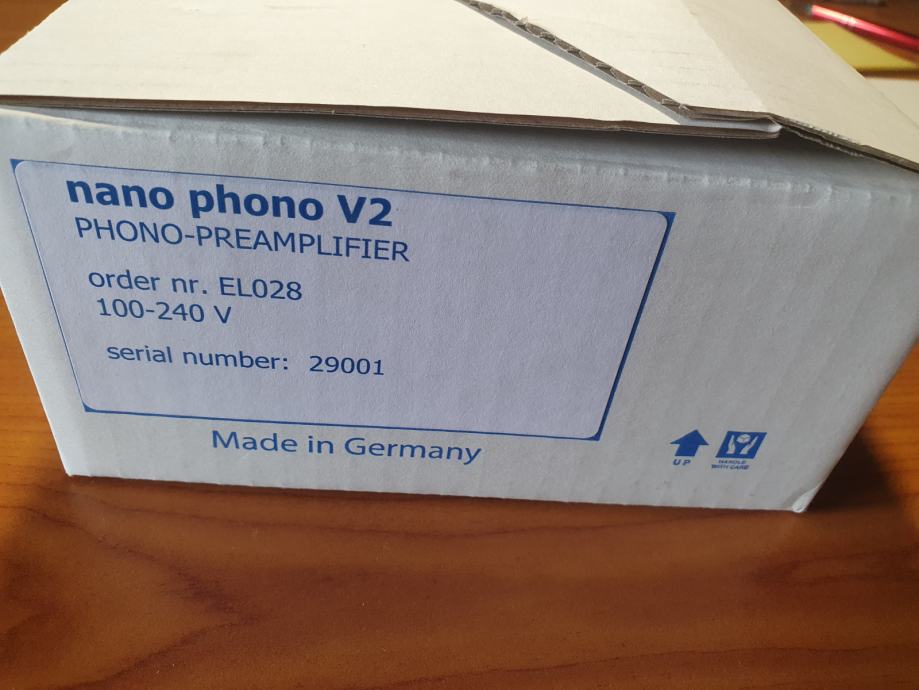 nano phono V2
PHONO-PREAMPLIFIER
order nr. EL028
100-240 V
serial number: 29001
Made in Germany
UP
HANDLE
WITH CARE